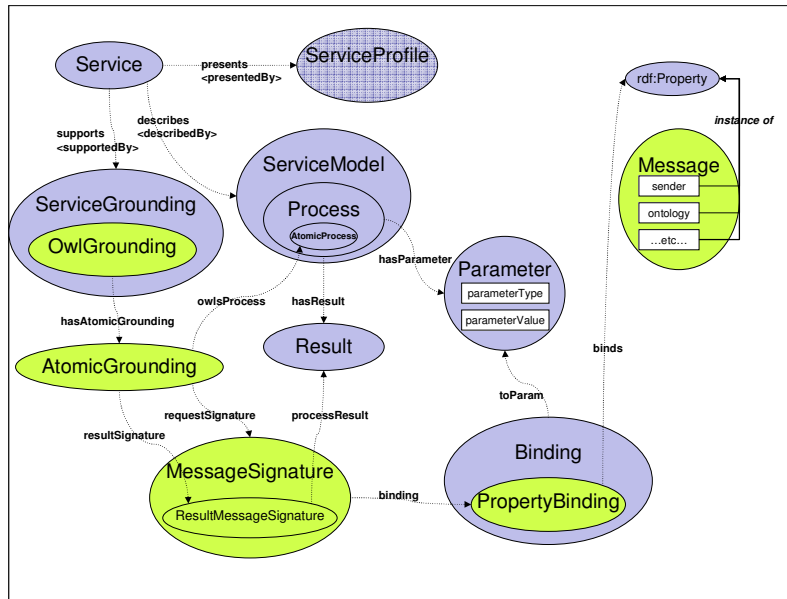 Service
presents
<presentedBy>
ServiceProfile
rdf:Property
describes
<describedBy>
instance of
supports
<supportedBy>
Message
sender
ontology
...etc...
ServiceModel
Process
AtomicProcess
ServiceGrounding
OwlGrounding
hasParameter
Parameter
parameterType
parameterValue
owlsProcess
hasResult
hasAtomicGrounding
Result
binds
AtomicGrounding
toParam
requestSignature
processResult
resultSignature
Binding
MessageSignature
binding
PropertyBinding
ResultMessageSignature